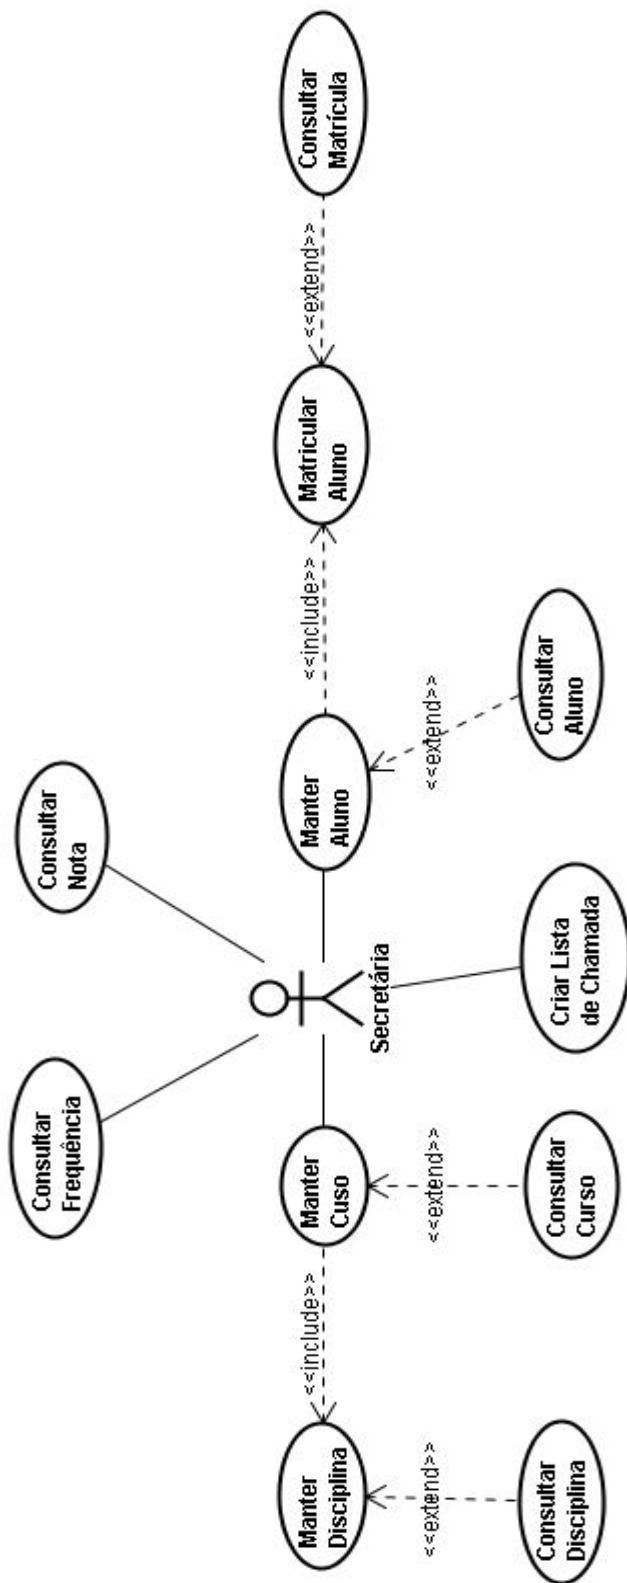 Consultar
Frequência
Consultar
Nota
Manter
Disciplina
<<include>>
Manter
Cuso
Secretária
Manter
Aluno
<<include>>
Matricular
Aluno
<<extend>>
Consultar
Matrícula
<<extend>>
<<extend>>
<<extend>>
Consultar
Disciplina
Consultar
Curso
Criar Lista
de Chamada
Consultar
Aluno